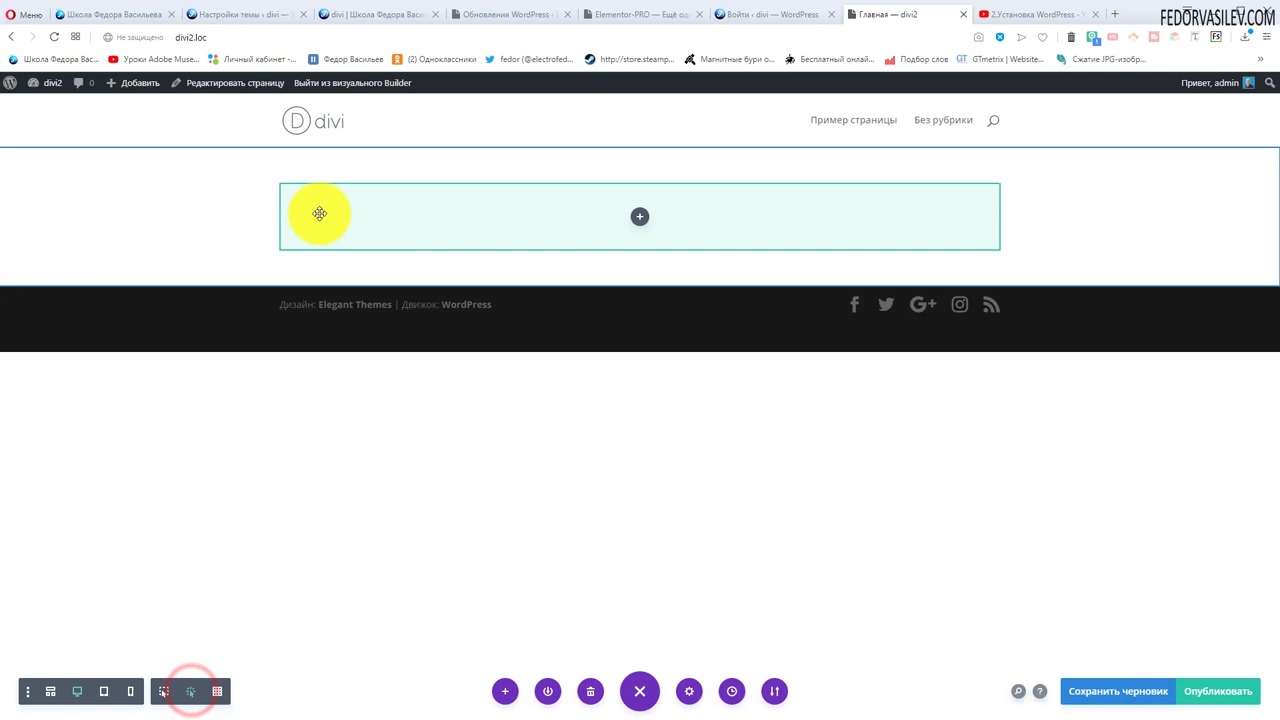 Меню
Школа Федора Васильева
Настройки темы ‹ divi —
divi | Школа Федора Васи
Обновления WordPress ‹
Elementor-PRO — Ещё од
Войти ‹ divi — WordPress
Главная — divi2
2.Установка WordPress - Y
FEDORVASILEV.COM
Не защищено
divi2.loc
Школа Федора Вас...
Уроки Adobe Muse...
Личный кабинет -...
Федор Васильев
(2) Одноклассники
fedor (@electrofed...
http://store.steamp...
Магнитные бури о...
Бесплатный онлай...
Подбор слов
GTmetrix | Website...
Сжатие JPG-изобр...
divi2
0
Добавить
Редактировать страницу
Выйти из визуального Builder
Привет, admin
D divi
Пример страницы
Без рубрики
Дизайн: Elegant Themes | Движок: WordPress
Сохранить черновик
Опубликовать